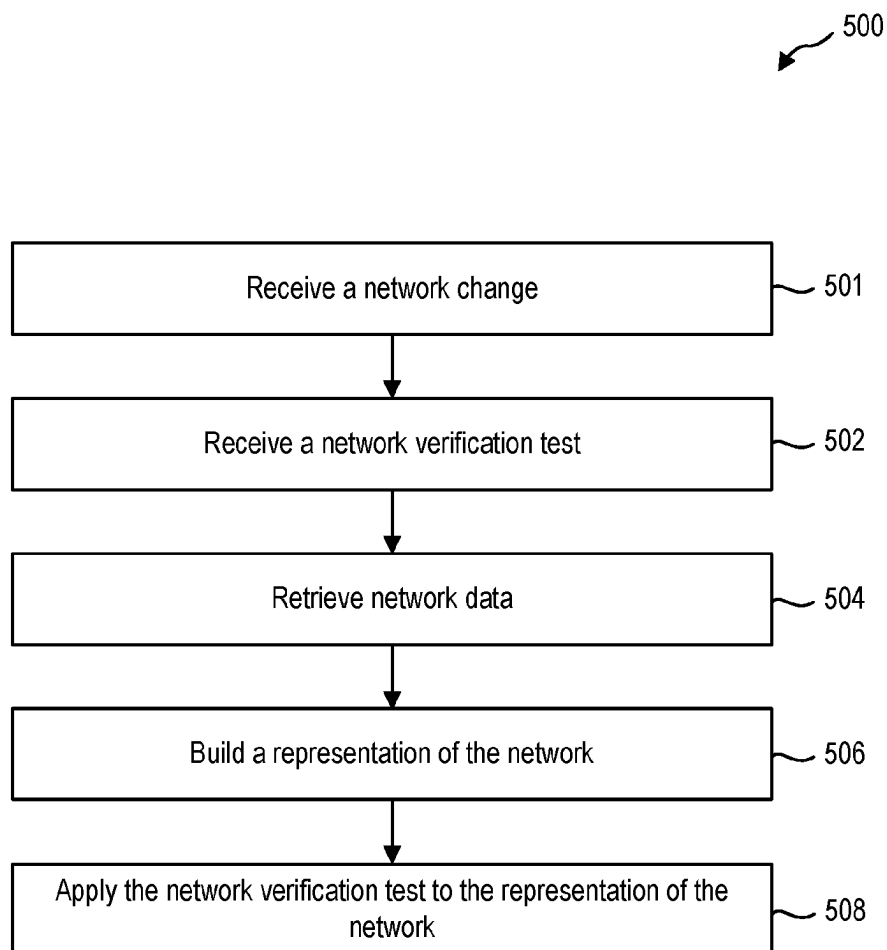 500
Receive a network change
501
Receive a network verification test
502
Retrieve network data
504
Build a representation of the network
506
Apply the network verification test to the representation of the
network
508